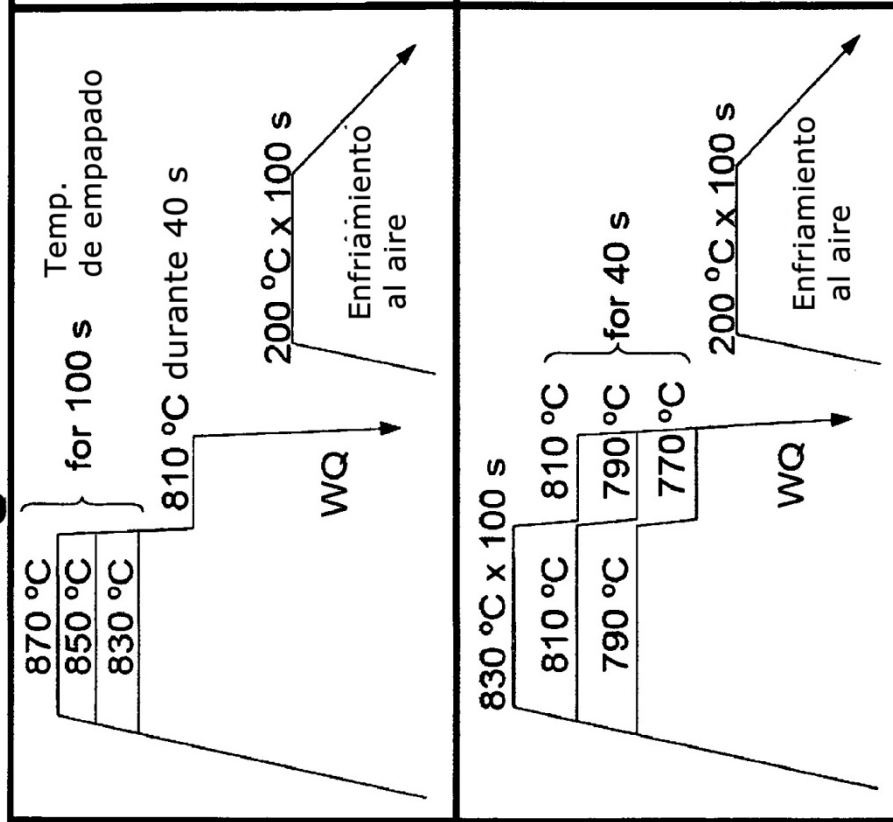 870 ºC
850 ºC
830 ºC
for 100 s
Temp.
de empapado
810 ºC durante 40 s
WQ
200 ºC x 100 s
Enfriamiento
al aire
830 ºC x 100 s
810 ºC
790 ºC
810 ºC
790 ºC
770 ºC
for 40 s
WQ
200 ºC x 100 s
Enfriamiento
al aire